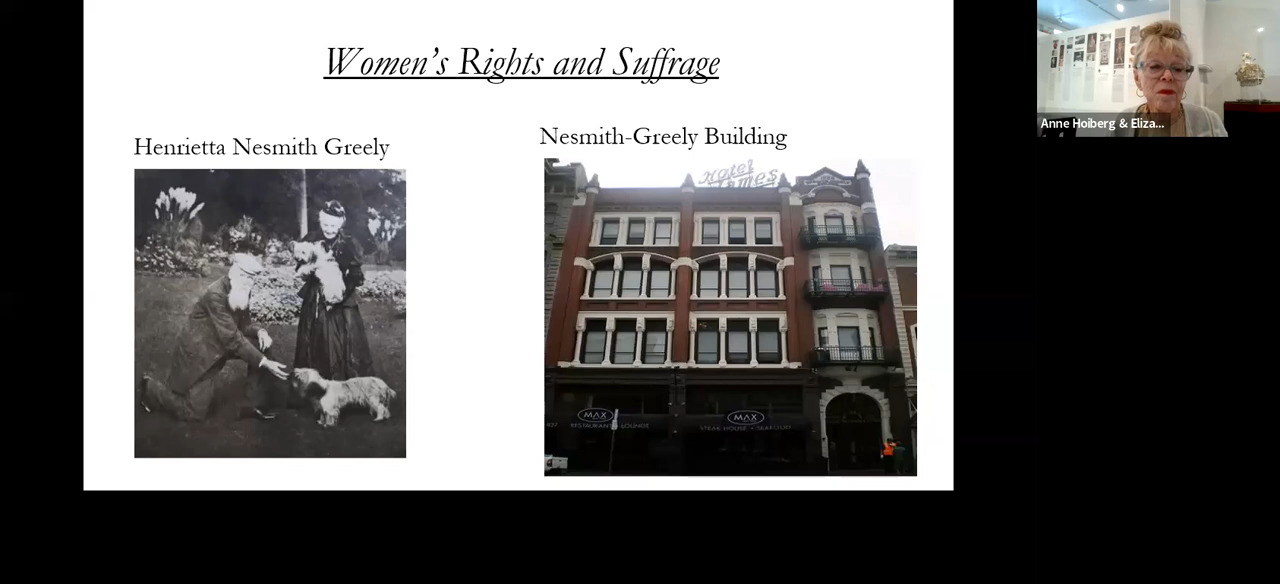 Women's Rights and Suffrage
Henrietta Nesmith Greely
Nesmith-Greely Building
Hotel
MAX
RESTAURANT LOUNGE
MAX
STEAK HOUSE SEAFOOD
Anne Hoiberg & Eliza...